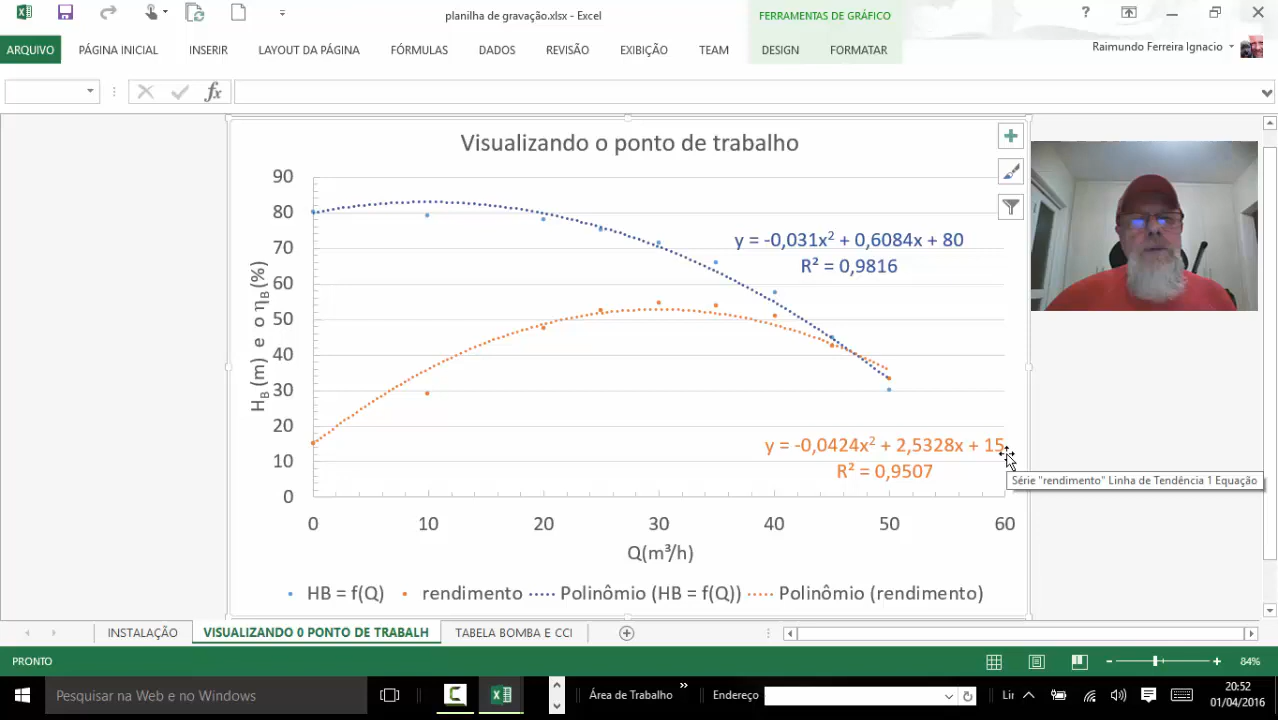 planilha de gravação.xlsx - Excel
FERRAMENTAS DE GRÁFICO
?
ARQUIVO PÁGINA INICIAL INSERIR LAYOUT DA PÁGINA FÓRMULAS DADOS REVISÃO EXIBIÇÃO TEAM DESIGN FORMATAR
Raimundo Ferreira Ignacio
fx
Visualizando o ponto de trabalho
90
80
70
60
50
40
30
20
10
0
HB (m) e o ηB (%)
y = -0,031x² + 0,6084x + 80
R² = 0,9816
y = -0,0424x² + 2,5328x + 15
R² = 0,9507
Série "rendimento" Linha de Tendência 1 Equação
0 10 20 30 40 50 60
Q(m³/h)
HB = f(Q) rendimento Polinômio (HB = f(Q)) Polinômio (rendimento)
INSTALAÇÃO VISUALIZANDO 0 PONTO DE TRABALH TABELA BOMBA E CCI
PRONTO
84%
Pesquisar na Web e no Windows
Área de Trabalho
Endereço
Lir
20:52
01/04/2016